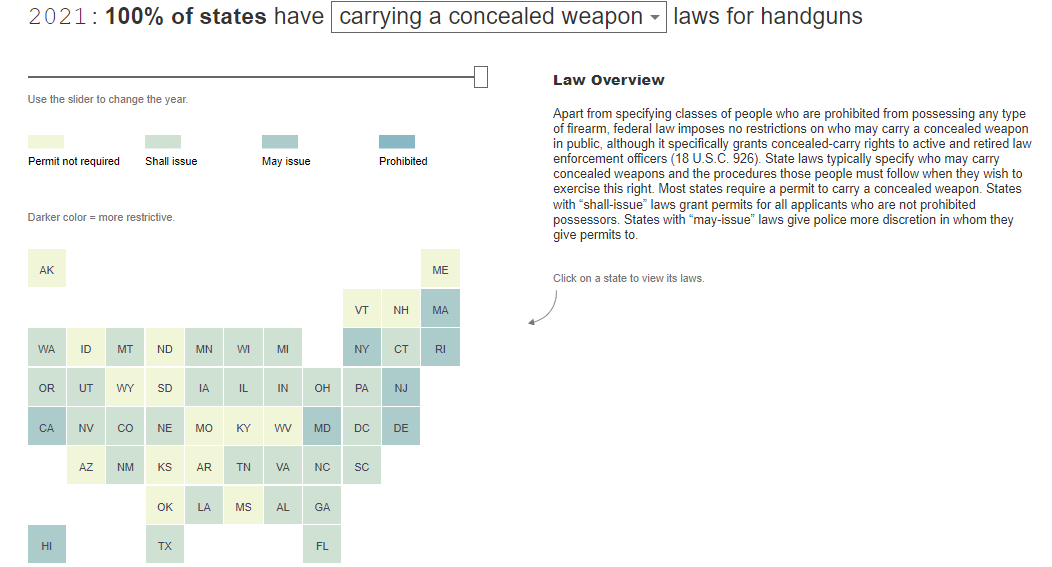 2021: 100% of states have carrying a concealed weapon laws for handguns
Use the slider to change the year.
Permit not required Shall issue May issue Prohibited
Darker color = more restrictive.
AK ME
VT NH MA
WA ID MT ND MN WI MI NY CT RI
OR UT WY SD IA IL IN OH PA NJ
CA NV CO NE MO KY WV MD DC DE
AZ NM KS AR TN VA NC SC
OK LA MS AL GA
HI TX FL
Law Overview
Apart from specifying classes of people who are prohibited from possessing any type
of firearm, federal law imposes no restrictions on who may carry a concealed weapon
in public, although it specifically grants concealed-carry rights to active and retired law
enforcement officers (18 U.S.C. 926). State laws typically specify who may carry
concealed weapons and the procedures those people must follow when they wish to
exercise this right. Most states require a permit to carry a concealed weapon. States
with “shall-issue” laws grant permits for all applicants who are not prohibited
possessors. States with “may-issue” laws give police more discretion in whom they
give permits to.
Click on a state to view its laws.